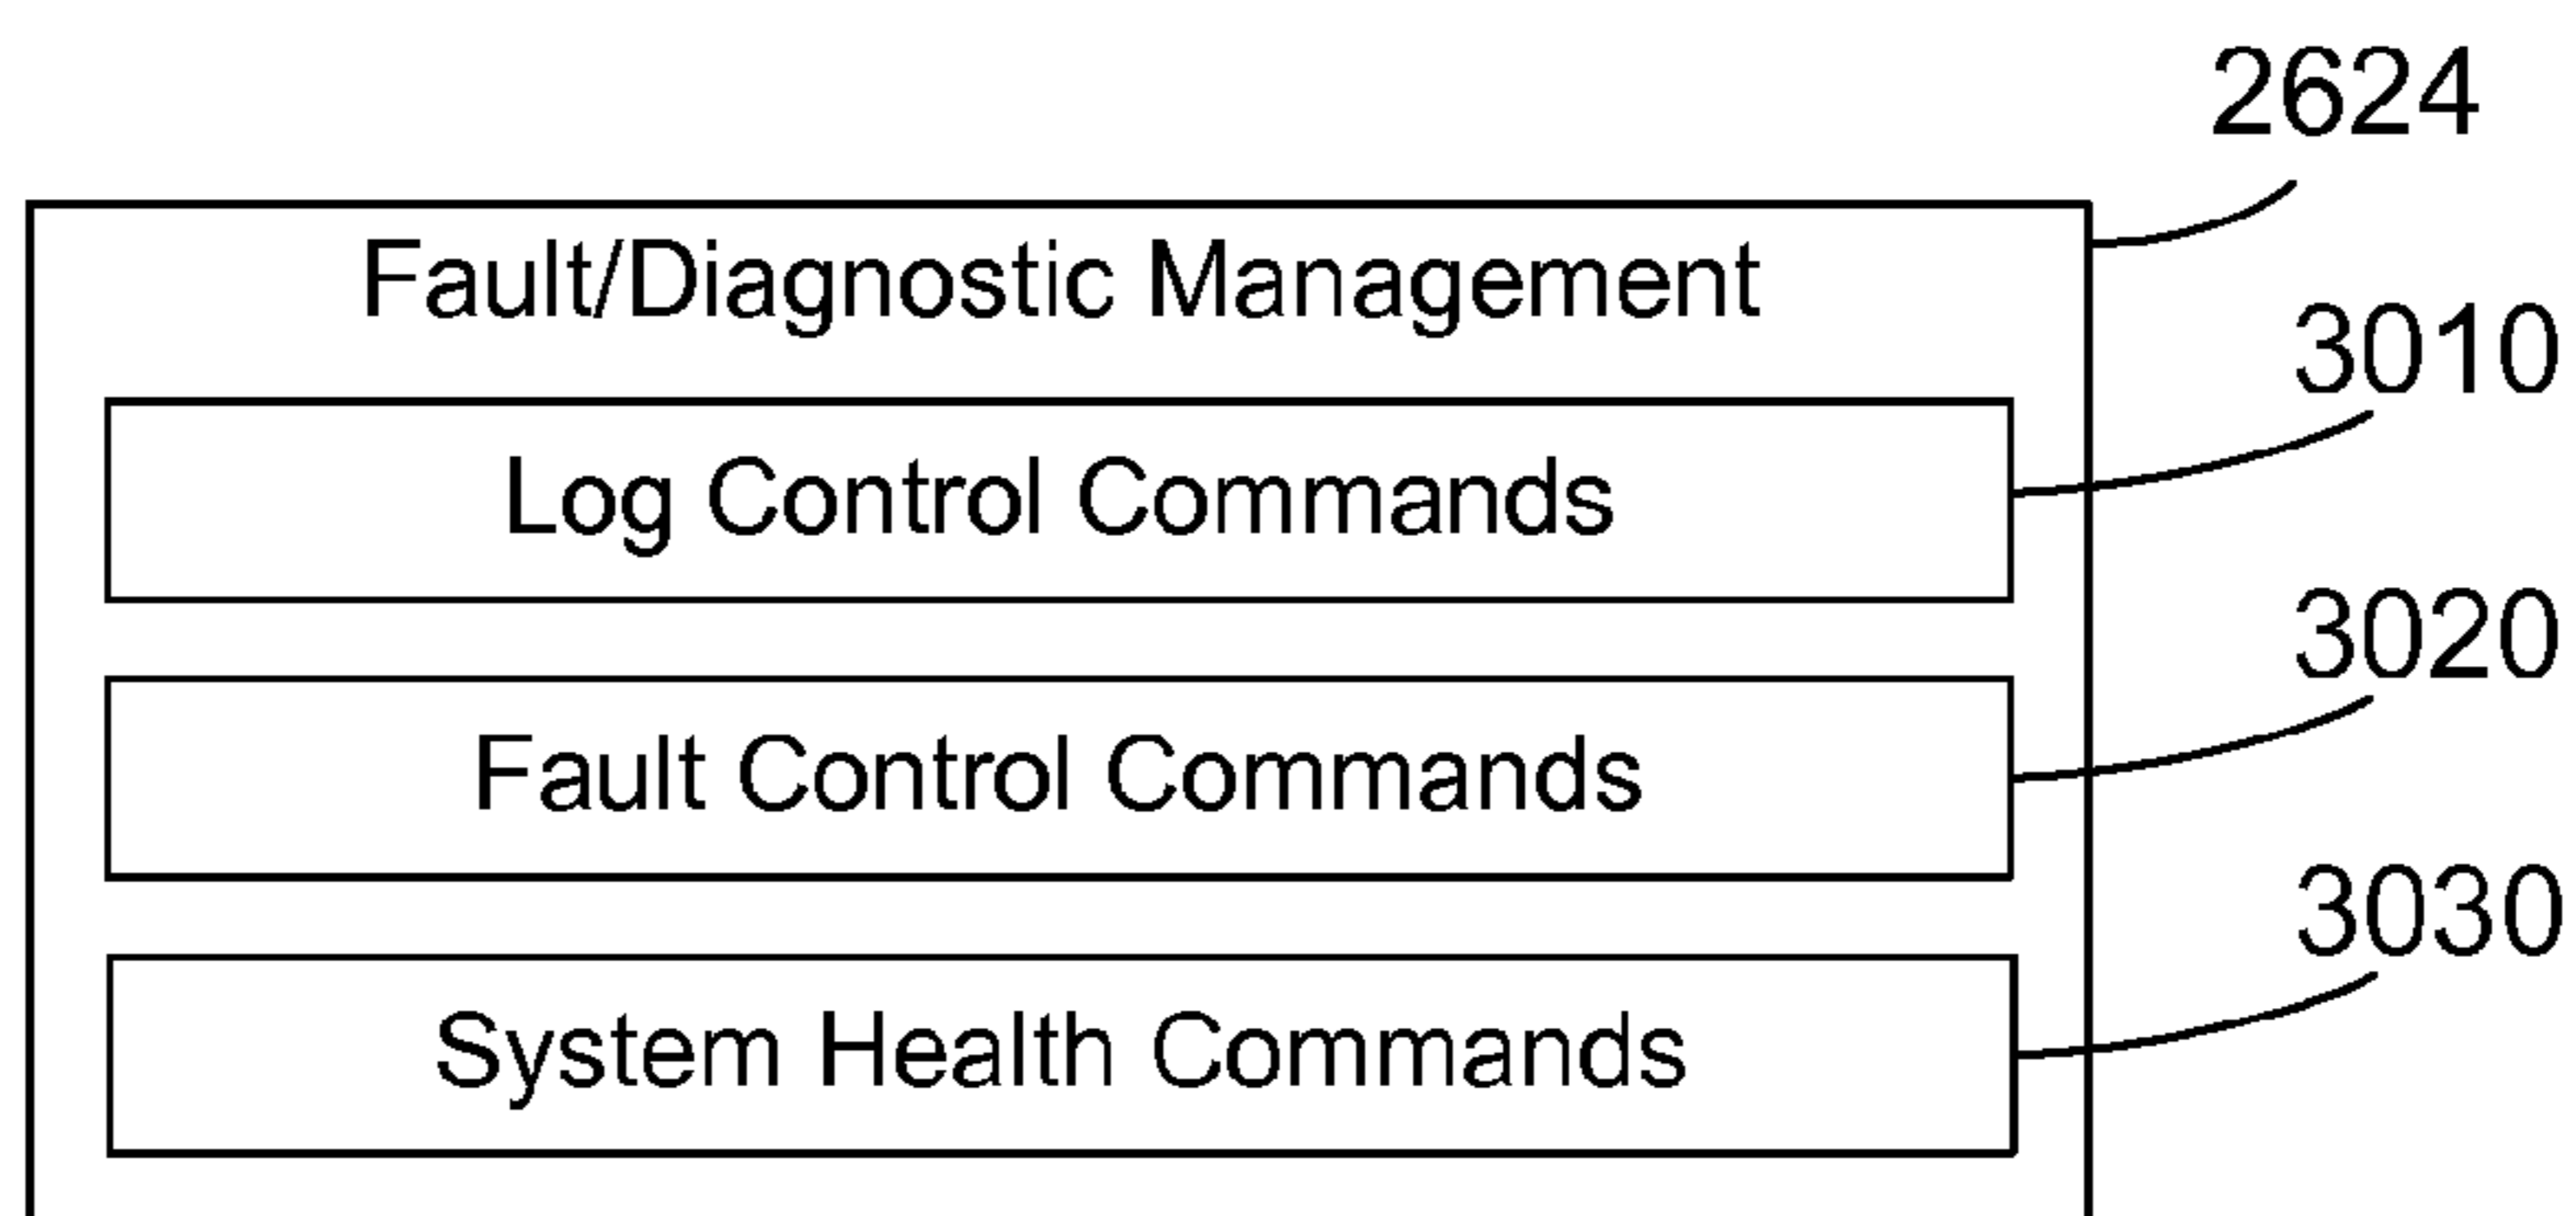 2624
Fault/Diagnostic Management
3010
Log Control Commands
3020
Fault Control Commands
3030
System Health Commands